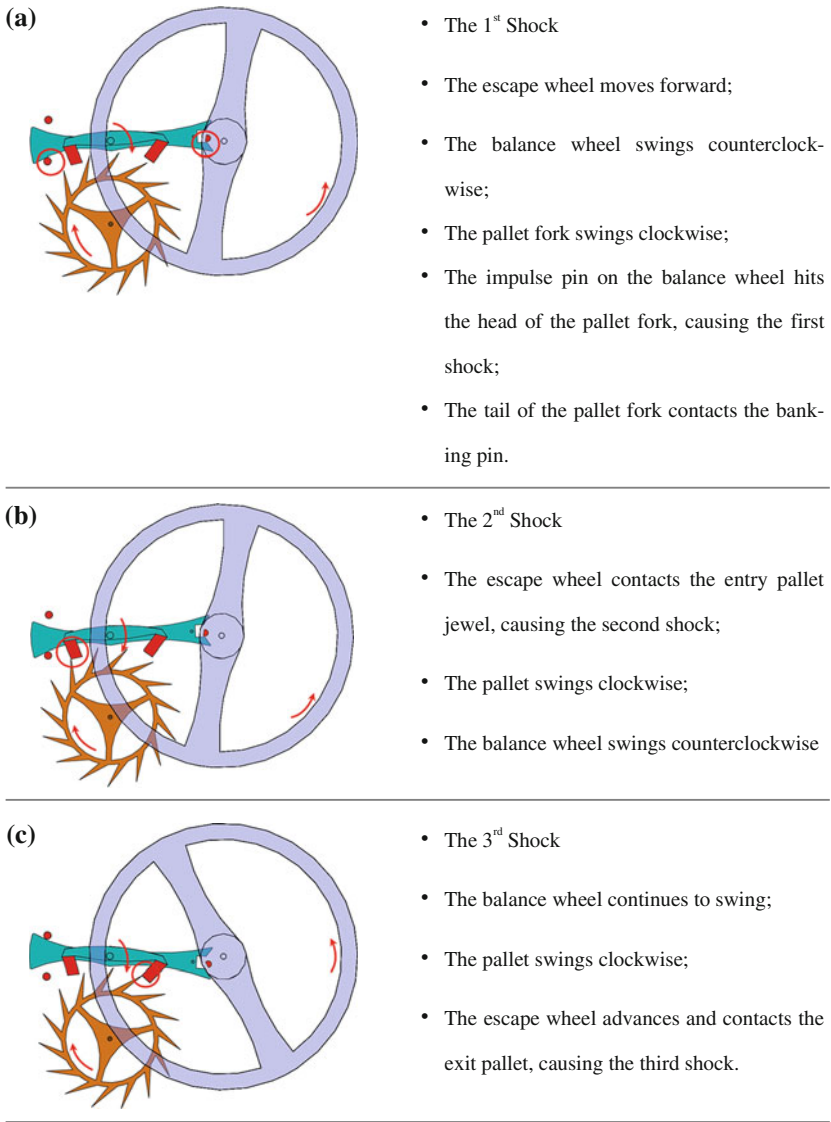 (a)
• The 1st Shock
• The escape wheel moves forward;
• The balance wheel swings counterclock-
wise;
• The pallet fork swings clockwise;
• The impulse pin on the balance wheel hits
the head of the pallet fork, causing the first
shock;
• The tail of the pallet fork contacts the bank-
ing pin.
(b)
• The 2nd Shock
• The escape wheel contacts the entry pallet
jewel, causing the second shock;
• The pallet swings clockwise;
• The balance wheel swings counterclockwise
(c)
• The 3rd Shock
• The balance wheel continues to swing;
• The pallet swings clockwise;
• The escape wheel advances and contacts the
exit pallet, causing the third shock.